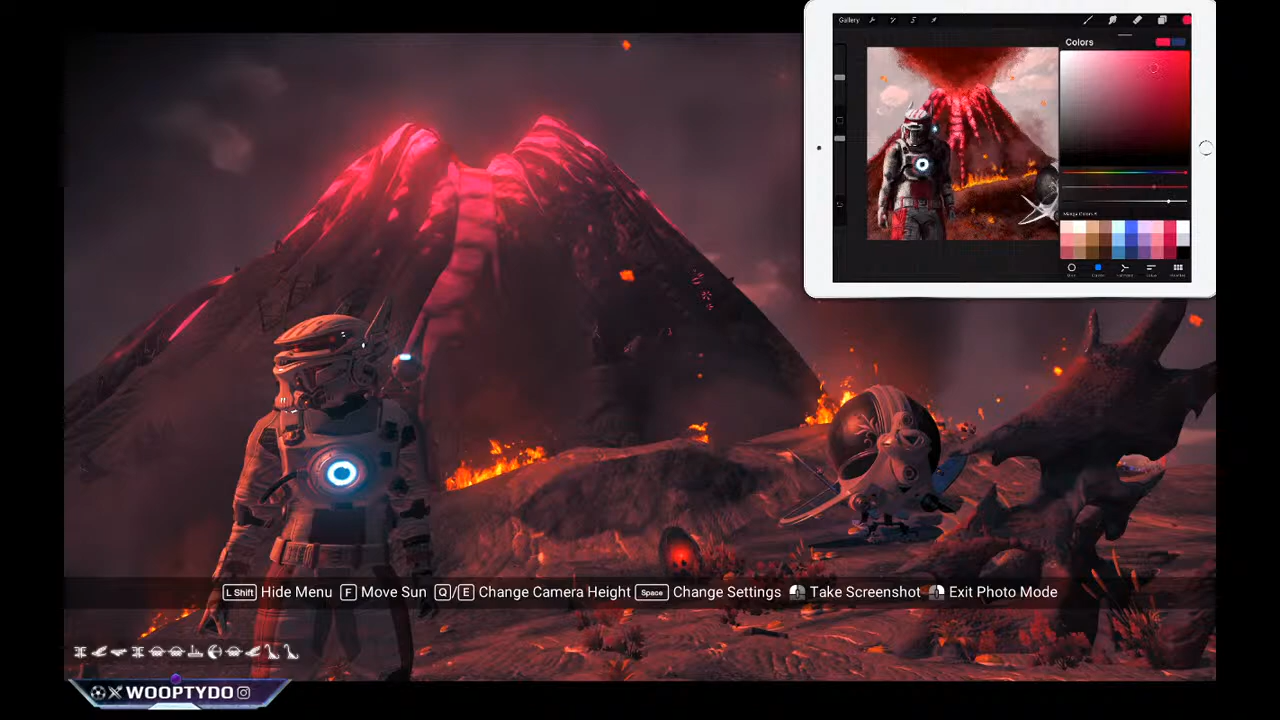 Gallery
Colors
L Shift Hide Menu F Move Sun Q/E Change Camera Height Space Change Settings Take Screenshot Exit Photo Mode
WOOPTYDO